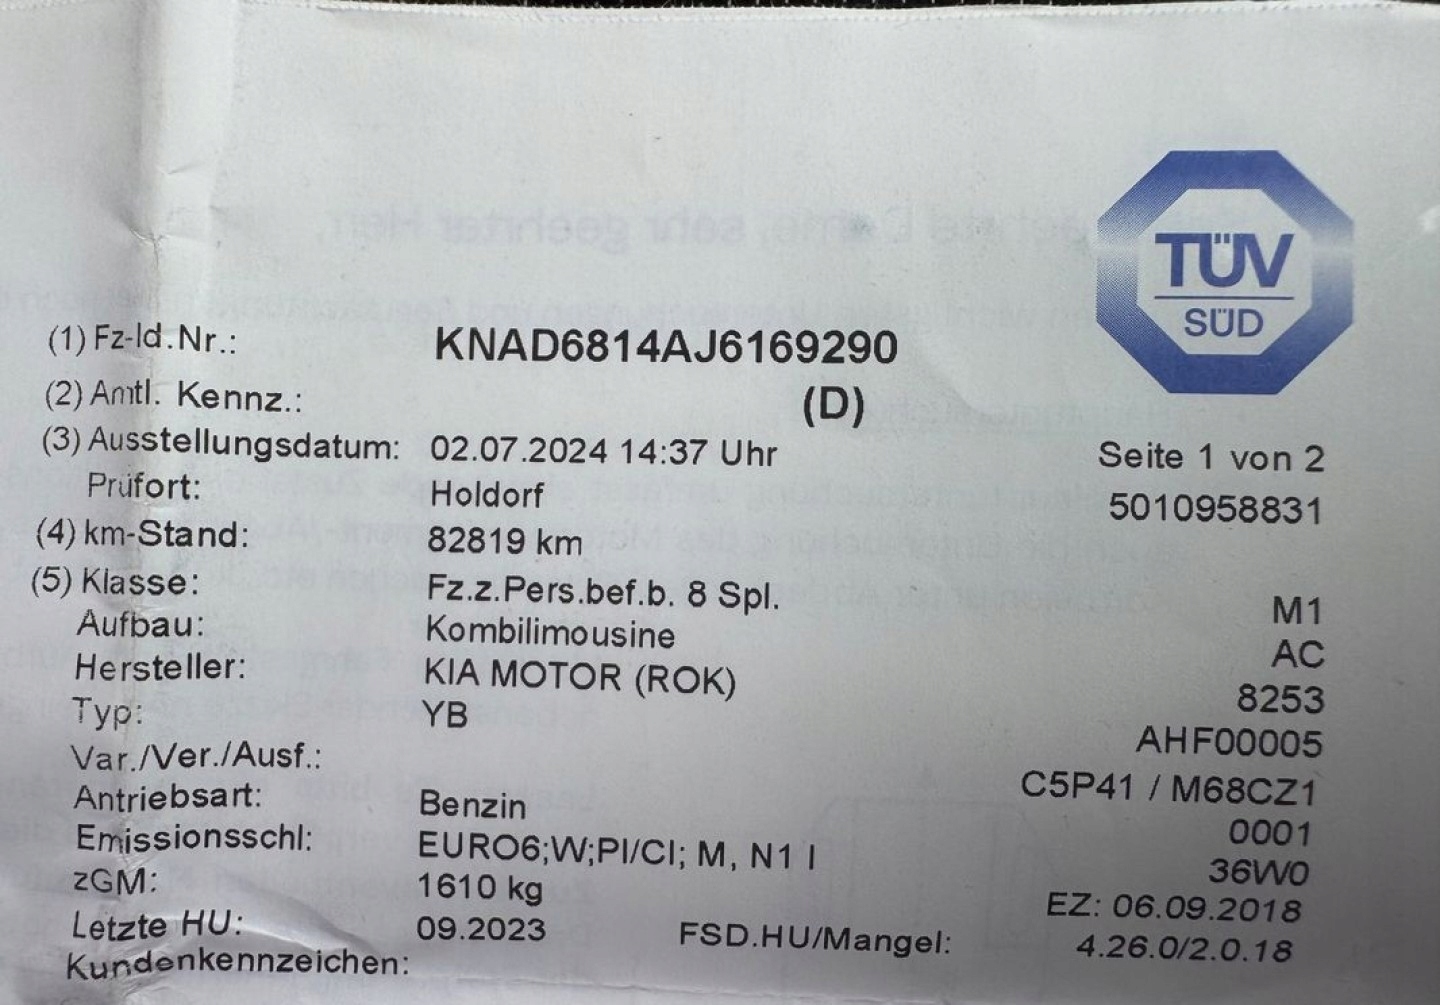 TÜV
SÜD
(1) Fz-Id.Nr.: KNAD6814AJ6169290
(2) Amtl. Kennz.: (D)
(3) Ausstellungsdatum: 02.07.2024 14:37 Uhr Seite 1 von 2
Prüfort: Holdorf 5010958831
(4) km-Stand: 82819 km
(5) Klasse: Fz.z.Pers.bef.b. 8 Spl. M1
Aufbau: Kombilimousine AC
Hersteller: KIA MOTOR (ROK) 8253
Typ: YB AHF00005
Var./Ver./Ausf.: C5P41 / M68CZ1
Antriebsart: Benzin 0001
Emissionsschl: EURO6;W;PI/CI; M, N1 I 36W0
zGM: 1610 kg EZ: 06.09.2018
Letzte HU: 09.2023 FSD.HU/Mangel: 4.26.0/2.0.18
Kundenkennzeichen: